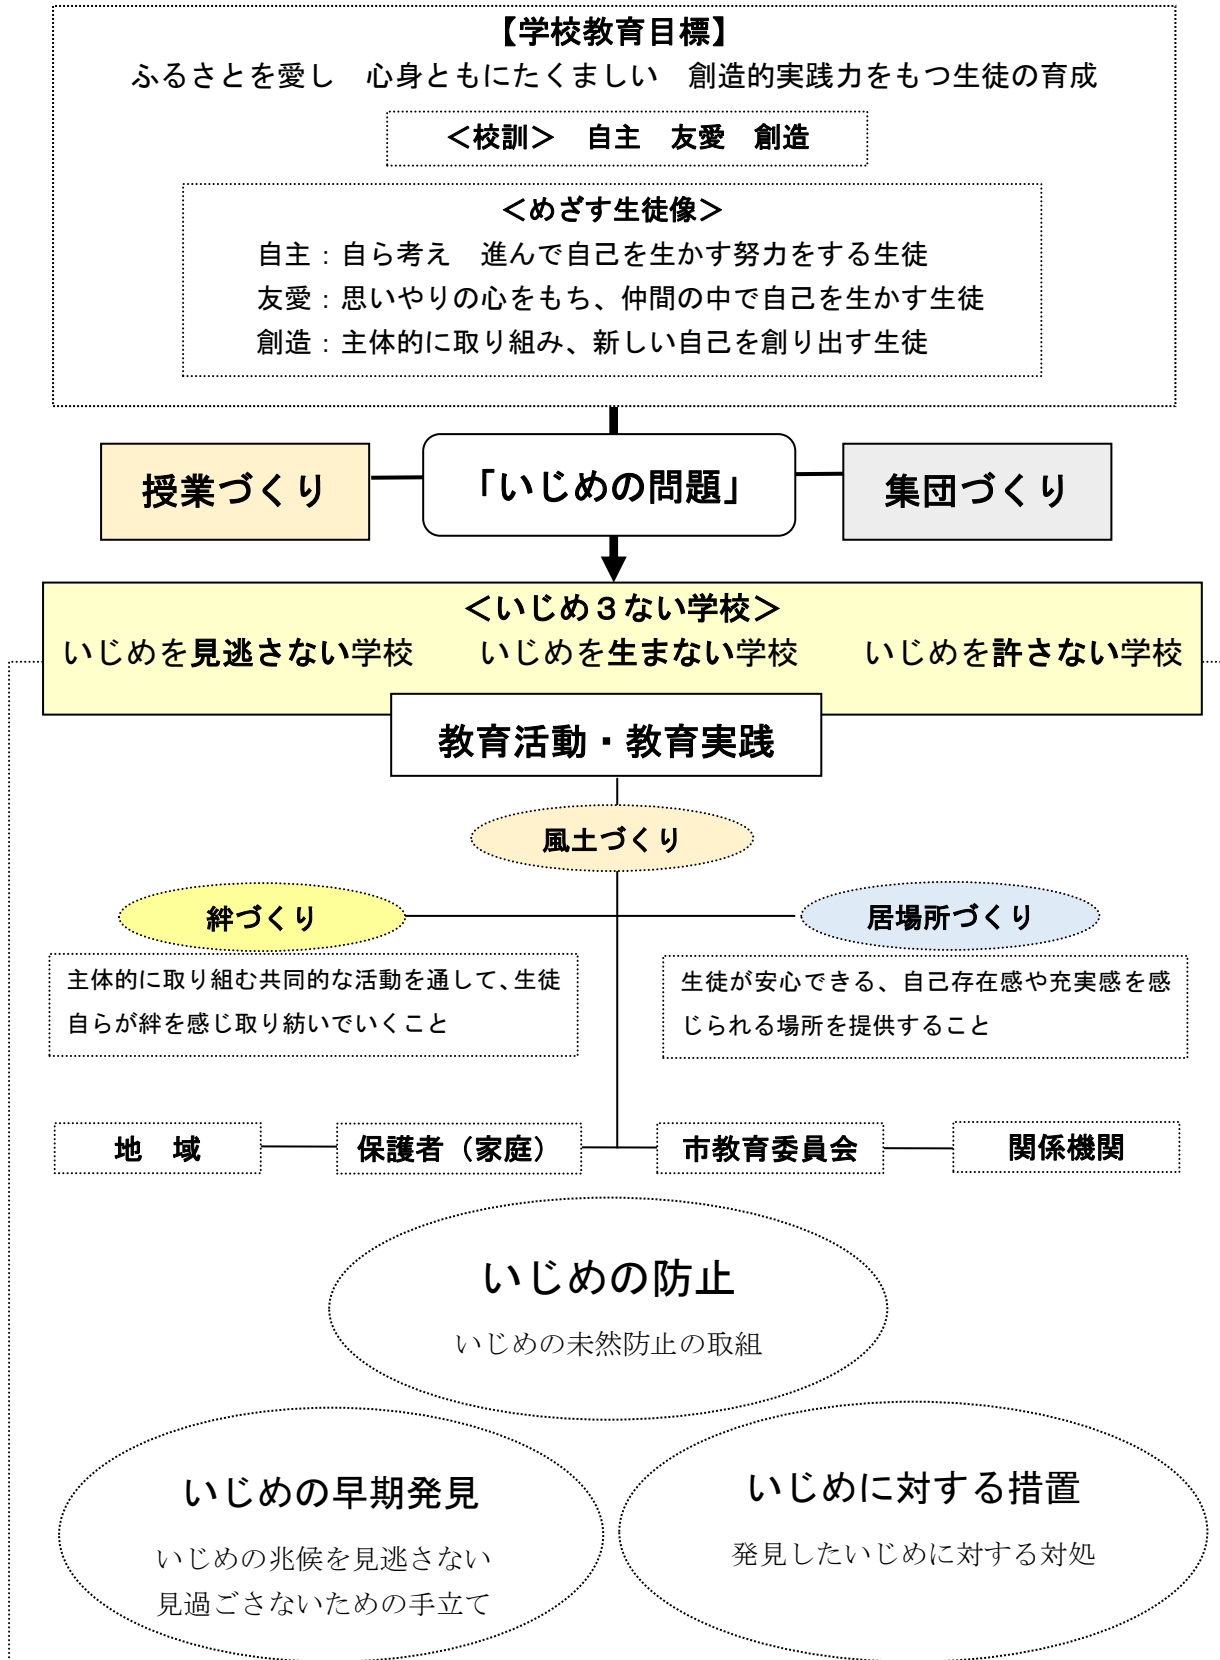 【学校教育目標】
ふるさとを愛し　心身ともにたくましい　創造的実践力をもつ生徒の育成
＜校訓＞　自主　友愛　創造
＜めざす生徒像＞
自主：自ら考え　進んで自己を生かす努力をする生徒
友愛：思いやりの心をもち、仲間の中で自己を生かす生徒
創造：主体的に取り組み、新しい自己を創り出す生徒
授業づくり
「いじめの問題」
集団づくり
＜いじめ３ない学校＞
いじめを見逃さない学校　いじめを生まない学校　いじめを許さない学校
教育活動・教育実践
風土づくり
絆づくり
居場所づくり
主体的に取り組む共同的な活動を通して、生徒
自らが絆を感じ取り紡いでいくこと
生徒が安心できる、自己存在感や充実感を感
じられる場所を提供すること
地　域
保護者（家庭）
市教育委員会
関係機関
いじめの防止
いじめの未然防止の取組
いじめの早期発見
いじめの兆候を見逃さない
見過ごさないための手立て
いじめに対する措置
発見したいじめに対する対処